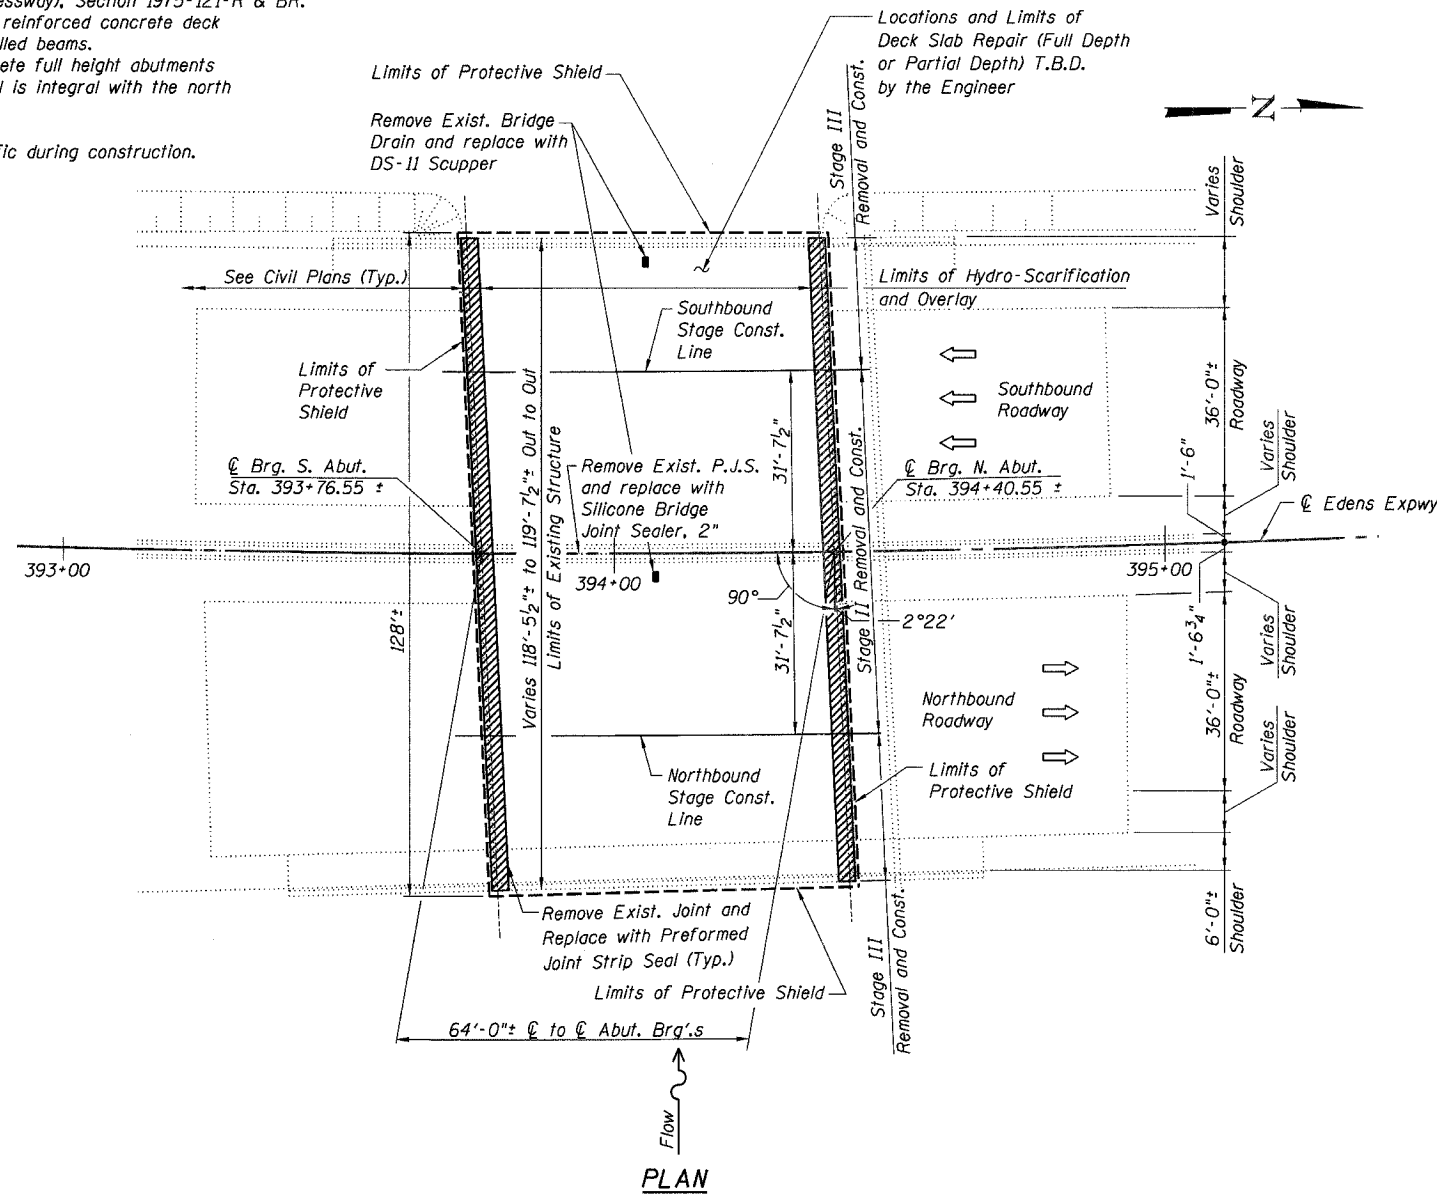 essway), Section 1975-121-R & BR.
reinforced concrete deck
lled beams.
ete full height abutments
l is integral with the north
fic during construction.
Limits of Protective Shield
Remove Exist. Bridge
Drain and replace with
DS-11 Scupper
Locations and Limits of
Deck Slab Repair (Full Depth
or Partial Depth) T.B.D.
by the Engineer
N
Stage III
Removal and Const.
Varies
Shoulder
See Civil Plans (Typ.)
Limits of Hydro-Scarification
and Overlay
Southbound
Stage Const.
Line
Limits of
Protective
Shield
Southbound
Roadway
36'-0"±
Roadway
Varies 118'-5½"± to 119'-7½"± Out to Out
Limits of Existing Structure
31'-7½"
Stage II Removal and Const.
1'-6"
Varies
Shoulder
℄ Brg. S. Abut.
Sta. 393+76.55 ±
Remove Exist. P.J.S.
and replace with
Silicone Bridge
Joint Sealer, 2"
℄ Brg. N. Abut.
Sta. 394+40.55 ±
℄ Edens Expwy
393+00
394+00
395+00
90°
2°22'
128'±
31'-7½"
1'-6¾"
Varies
Shoulder
36'-0"±
Roadway
Northbound
Roadway
Varies
Shoulder
Northbound
Stage Const.
Line
Limits of
Protective Shield
Remove Exist. Joint and
Replace with Preformed
Joint Strip Seal (Typ.)
Stage III
Removal and Const.
6'-0"±
Shoulder
Limits of Protective Shield
64'-0"± ℄ to ℄ Abut. Brg'.s
Flow
PLAN